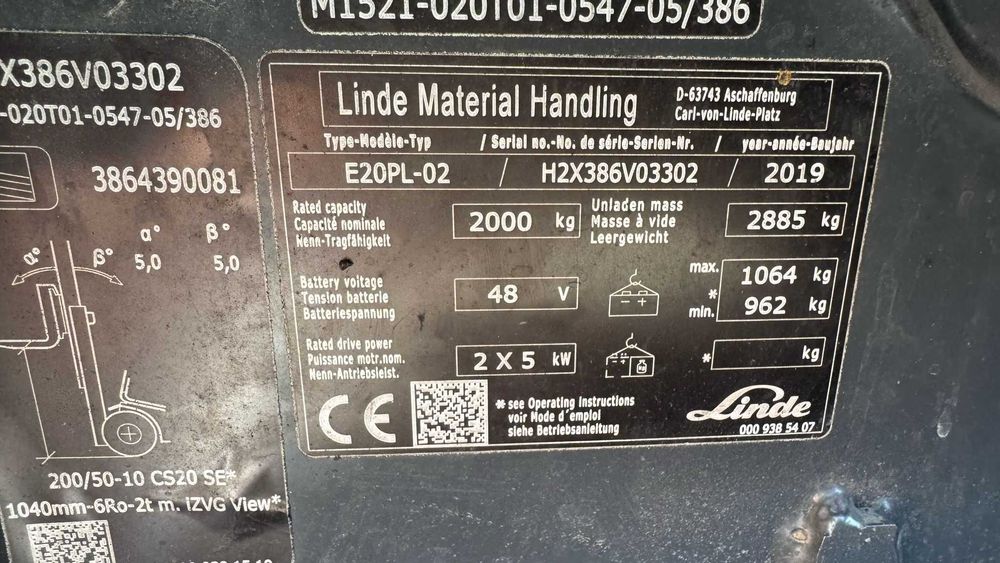 M1521-020T01-0547-05/386
X386V03302
-020T01-0547-05/386
3864390081
α° β°
α° β° 5,0 5,0
200/50-10 CS20 SE*
1040mm-6Ro-2t m. iZVG View*
Linde Material Handling
D-63743 Aschaffenburg
Carl-von-Linde-Platz
Type-Modèle-Typ / Serial no.-No. de série-Serien-Nr. / year-année-Baujahr
E20PL-02 / H2X386V03302 / 2019
Rated capacity
Capacité nominale
Nenn-Tragfähigkeit
2000 kg
Unladen mass
Masse à vide
Leergewicht
2885 kg
Battery voltage
Tension batterie
Batteriespannung
48 V
max. 1064 kg
*
min. 962 kg
Rated drive power
Puissance motr.nom.
Nenn-Antriebsleist.
2 X 5 kW
kg
* kg
CE
* see Operating Instructions
voir Mode d'emploi
siehe Betriebsanleitung
Linde
000 938 54 07